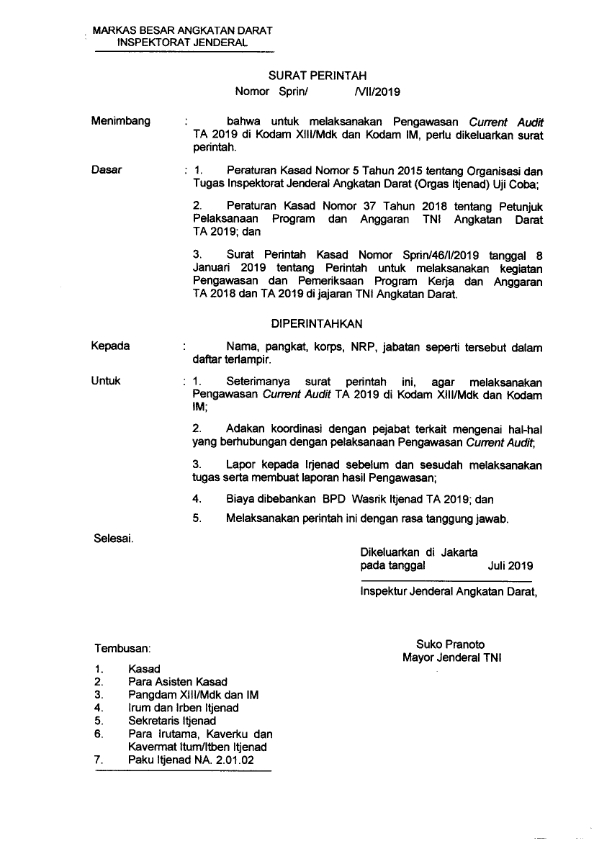 MARKAS BESAR ANGKATAN DARAT
INSPEKTORAT JENDERAL
SURAT PERINTAH
Nomor Sprin/ /VII/2019
Menimbang : bahwa untuk melaksanakan Pengawasan Current Audit
TA 2019 di Kodam XIII/Mdk dan Kodam IM, perlu dikeluarkan surat
perintah.
Dasar : 1. Peraturan Kasad Nomor 5 Tahun 2015 tentang Organisasi dan
Tugas Inspektorat Jenderal Angkatan Darat (Orgas Itjenad) Uji Coba;
2. Peraturan Kasad Nomor 37 Tahun 2018 tentang Petunjuk
Pelaksanaan Program dan Anggaran TNI Angkatan Darat
TA 2019; dan
3. Surat Perintah Kasad Nomor Sprin/46/I/2019 tanggal 8
Januari 2019 tentang Perintah untuk melaksanakan kegiatan
Pengawasan dan Pemeriksaan Program Kerja dan Anggaran
TA 2018 dan TA 2019 di jajaran TNI Angkatan Darat.
DIPERINTAHKAN
Kepada : Nama, pangkat, korps, NRP, jabatan seperti tersebut dalam
daftar terlampir.
Untuk : 1. Seterimanya surat perintah ini, agar melaksanakan
Pengawasan Current Audit TA 2019 di Kodam XIII/Mdk dan Kodam
IM;
2. Adakan koordinasi dengan pejabat terkait mengenai hal-hal
yang berhubungan dengan pelaksanaan Pengawasan Current Audit;
3. Lapor kepada Irjenad sebelum dan sesudah melaksanakan
tugas serta membuat laporan hasil Pengawasan;
4. Biaya dibebankan BPD Wasrik Itjenad TA 2019; dan
5. Melaksanakan perintah ini dengan rasa tanggung jawab.
Selesai.
Dikeluarkan di Jakarta
pada tanggal Juli 2019
Inspektur Jenderal Angkatan Darat,
Suko Pranoto
Mayor Jenderal TNI
Tembusan:
1. Kasad
2. Para Asisten Kasad
3. Pangdam XIII/Mdk dan IM
4. Irum dan Irben Itjenad
5. Sekretaris Itjenad
6. Para Irutama, Kaverku dan
Kavermat Itum/Itben Itjenad
7. Paku Itjenad NA. 2.01.02